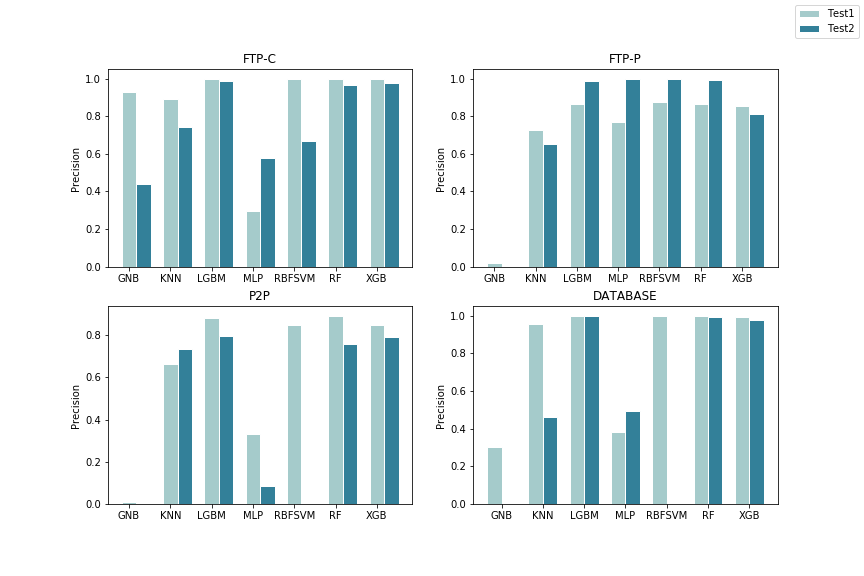 Test1
Test2
FTP-C
Precision
1.0
0.8
0.6
0.4
0.2
0.0
GNB KNN LGBM MLP RBFSVM RF XGB
FTP-P
Precision
1.0
0.8
0.6
0.4
0.2
0.0
GNB KNN LGBM MLP RBFSVM RF XGB
P2P
Precision
0.8
0.6
0.4
0.2
0.0
GNB KNN LGBM MLP RBFSVM RF XGB
DATABASE
Precision
1.0
0.8
0.6
0.4
0.2
0.0
GNB KNN LGBM MLP RBFSVM RF XGB